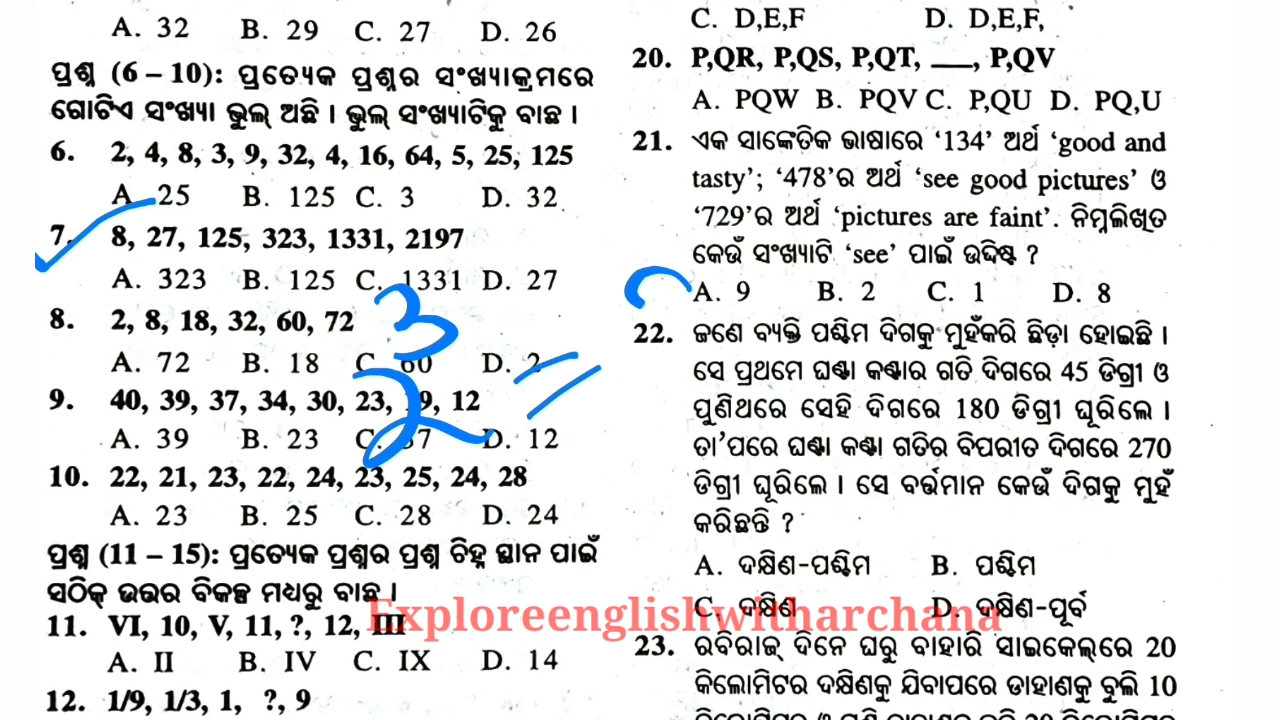 A. 32 B. 29 C. 27 D. 26
ପ୍ରଶ୍ନ (6 – 10): ପ୍ରତ୍ୟେକ ପ୍ରଶ୍ନର ସଂଖ୍ୟାକ୍ରମରେ
ଗୋଟିଏ ସଂଖ୍ୟା ଭୁଲ୍ ଅଛି । ଭୁଲ୍ ସଂଖ୍ୟାଟିକୁ ବାଛ ।
6. 2, 4, 8, 3, 9, 32, 4, 16, 64, 5, 25, 125
A. 25 B. 125 C. 3 D. 32
7. 8, 27, 125, 323, 1331, 2197
A. 323 B. 125 C. 1331 D. 27
8. 2, 8, 18, 32, 60, 72
A. 72 B. 18 C. 60 D. 2
9. 40, 39, 37, 34, 30, 23, 19, 12
A. 39 B. 23 C. 37 D. 12
10. 22, 21, 23, 22, 24, 23, 25, 24, 28
A. 23 B. 25 C. 28 D. 24
ପ୍ରଶ୍ନ (11 – 15): ପ୍ରତ୍ୟେକ ପ୍ରଶ୍ନର ପ୍ରଶ୍ନ ଚିହ୍ନ ସ୍ଥାନ ପାଇଁ
ସଠିକ୍ ଉତ୍ତର ବିକଳ୍ପ ମଧ୍ୟରୁ ବାଛ ।
11. VI, 10, V, 11, ?, 12, III
A. II B. IV C. IX D. 14
12. 1/9, 1/3, 1, ?, 9
3
2
C. D,E,F D. D,E,F,
20. P,QR, P,QS, P,QT, ___, P,QV
A. PQW B. PQV C. P,QU D. PQ,U
21. ଏକ ସାଙ୍କେତିକ ଭାଷାରେ ‘134’ ଅର୍ଥ ‘good and
tasty’; ‘478’ର ଅର୍ଥ ‘see good pictures’ ଓ
‘729’ର ଅର୍ଥ ‘pictures are faint’. ନିମ୍ନଲିଖିତ
କେଉଁ ସଂଖ୍ୟାଟି ‘see’ ପାଇଁ ଉଦ୍ଦିଷ୍ଟ ?
A. 9 B. 2 C. 1 D. 8
22. ଜଣେ ବ୍ୟକ୍ତି ପଶ୍ଚିମ ଦିଗକୁ ମୁହଁକରି ଛିଡ଼ା ହୋଇଛି ।
ସେ ପ୍ରଥମେ ଘଣ୍ଟା କଣ୍ଟାର ଗତି ଦିଗରେ 45 ଡିଗ୍ରୀ ଓ
ପୁଣିଥରେ ସେହି ଦିଗରେ 180 ଡିଗ୍ରୀ ଘୂରିଲେ ।
ତା’ପରେ ଘଣ୍ଟା କଣ୍ଟା ଗତିର ବିପରୀତ ଦିଗରେ 270
ଡିଗ୍ରୀ ଘୂରିଲେ । ସେ ବର୍ତ୍ତମାନ କେଉଁ ଦିଗକୁ ମୁହଁ
କରିଛନ୍ତି ?
A. ଦକ୍ଷିଣ-ପଶ୍ଚିମ B. ପଶ୍ଚିମ
C. ଦକ୍ଷିଣ D. ଦକ୍ଷିଣ-ପୂର୍ବ
Exploreenglishwitharchana
23. ରବିରାଜ୍ ଦିନେ ଘରୁ ବାହାରି ସାଇକେଲ୍‌ରେ 20
କିଲୋମିଟର ଦକ୍ଷିଣକୁ ଯିବାପରେ ଡାହାଣକୁ ବୁଲି 10